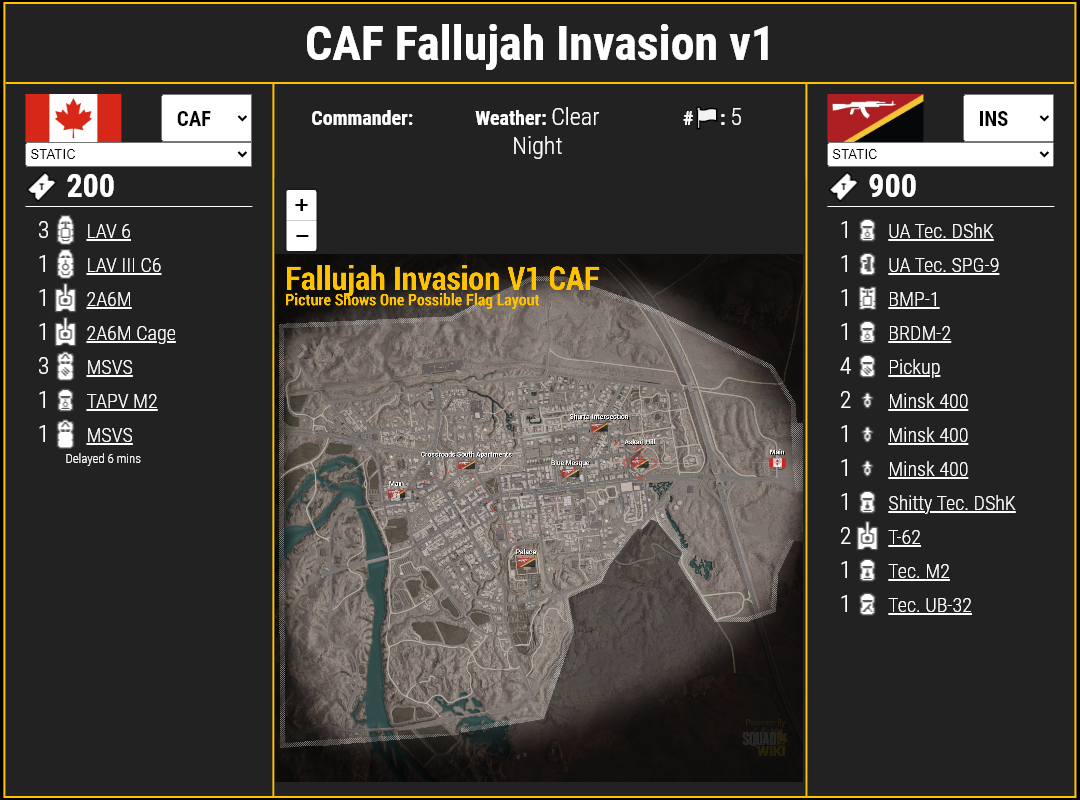 CAF Fallujah Invasion v1
CAF
STATIC
200
3 LAV 6
1 LAV III C6
1 2A6M
1 2A6M Cage
3 MSVS
1 TAPV M2
1 MSVS
Delayed 6 mins
Commander:
Weather: Clear
Night
# : 5
+
−
Fallujah Invasion V1 CAF
Picture Shows One Possible Flag Layout
Shurta Intersection
Askari Hill
Crossroads South Apartments
Blue Mosque
Main
Main
Palace
Powered By
SQUAD
WIKI
INS
STATIC
900
1 UA Tec. DShK
1 UA Tec. SPG-9
1 BMP-1
1 BRDM-2
4 Pickup
2 Minsk 400
1 Minsk 400
1 Minsk 400
1 Shitty Tec. DShK
2 T-62
1 Tec. M2
1 Tec. UB-32